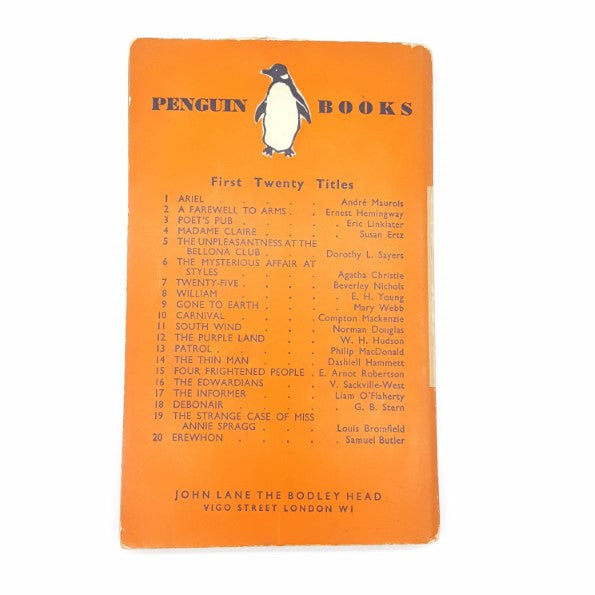 PENGUIN BOOKS
First Twenty Titles
1 ARIEL . . . . . André Maurois
2 A FAREWELL TO ARMS . . Ernest Hemingway
3 POET'S PUB . . . . Eric Linklater
4 MADAME CLAIRE . . . . Susan Ertz
5 THE UNPLEASANTNESS AT THE
BELLONA CLUB . . . Dorothy L. Sayers
6 THE MYSTERIOUS AFFAIR AT
STYLES . . . . Agatha Christie
7 TWENTY-FIVE . . . . Beverley Nichols
8 WILLIAM . . . . E. H. Young
9 GONE TO EARTH . . . . Mary Webb
10 CARNIVAL . . . . Compton Mackenzie
11 SOUTH WIND . . . . Norman Douglas
12 THE PURPLE LAND . . . W. H. Hudson
13 PATROL . . . . Philip MacDonald
14 THE THIN MAN . . . Dashiell Hammett
15 FOUR FRIGHTENED PEOPLE . E. Arnot Robertson
16 THE EDWARDIANS . . V. Sackville-West
17 THE INFORMER . . . Liam O'Flaherty
18 DEBONAIR . . . . G. B. Stern
19 THE STRANGE CASE OF MISS
ANNIE SPRAGG . . . Louis Bromfield
20 EREWHON . . . . Samuel Butler
JOHN LANE THE BODLEY HEAD
VIGO STREET LONDON W1